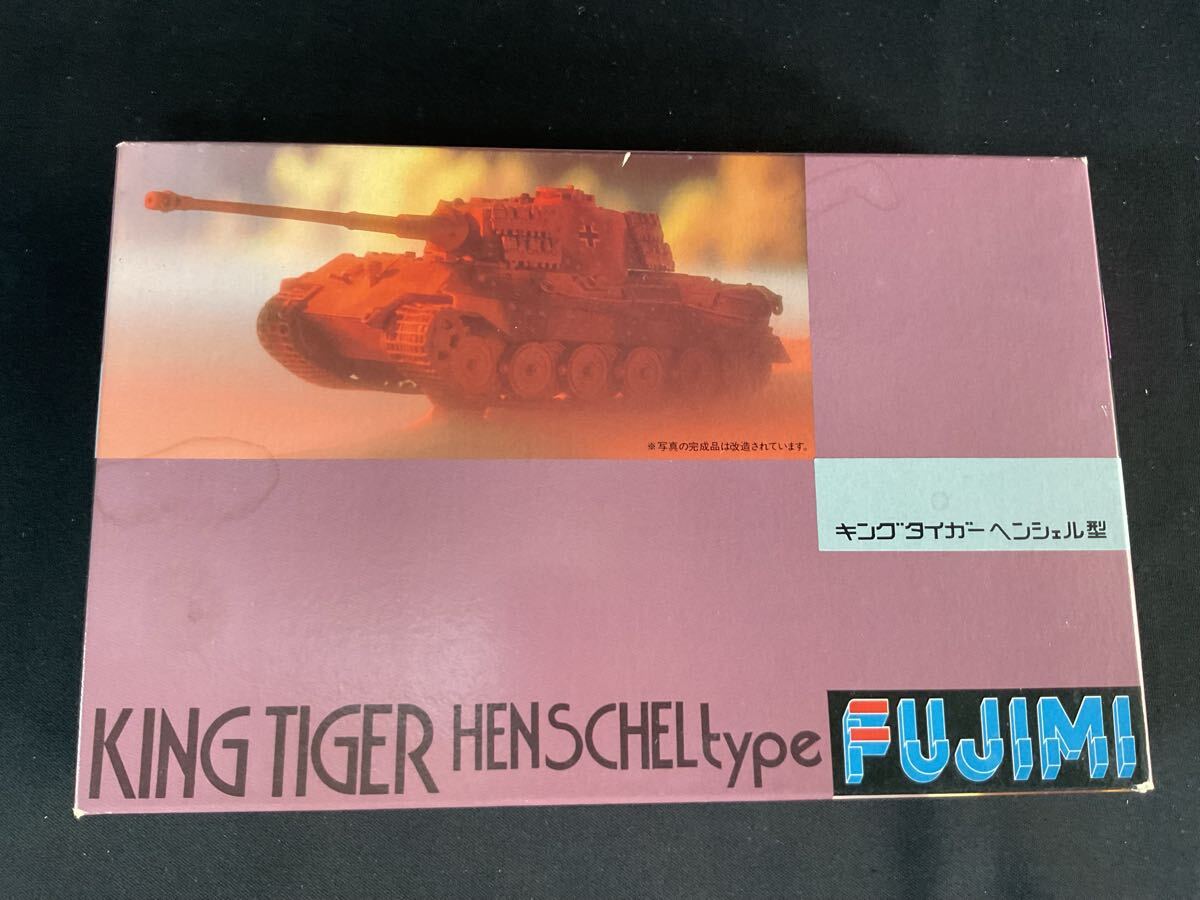 ※写真の完成品は改造されています。
キングタイガーヘンシェル型
KING TIGER HENSCHEL type
FUJIMI